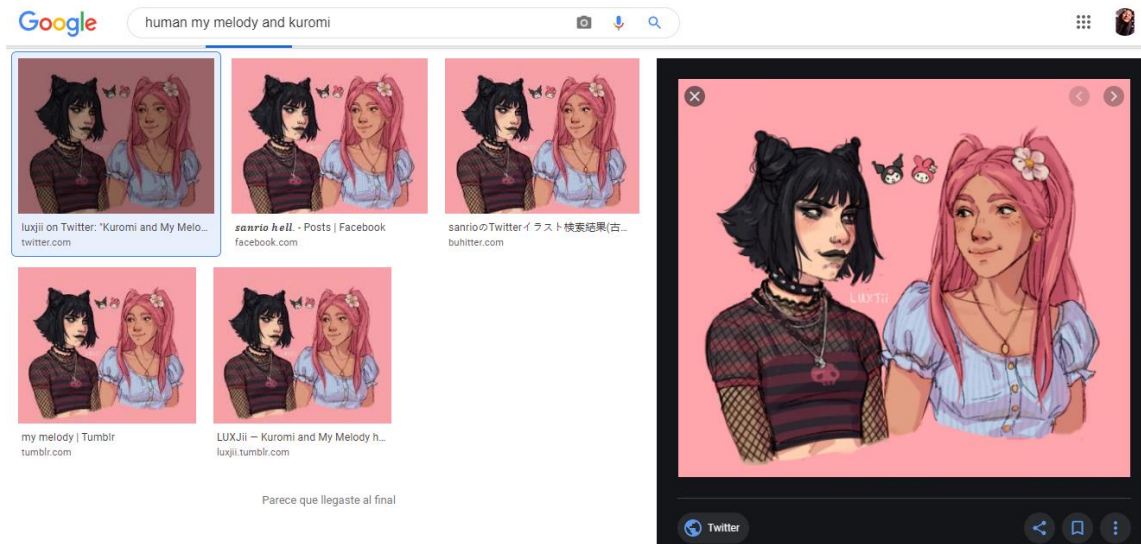 Google
human my melody and kuromi
luxjii on Twitter: "Kuromi and My Melo...
twitter.com
sanrio hell. - Posts | Facebook
facebook.com
sanrioのTwitterイラスト検索結果(古...
buhitter.com
my melody | Tumblr
tumblr.com
LUXJii — Kuromi and My Melody h...
luxjii.tumblr.com
Parece que llegaste al final
LUXJii
Twitter